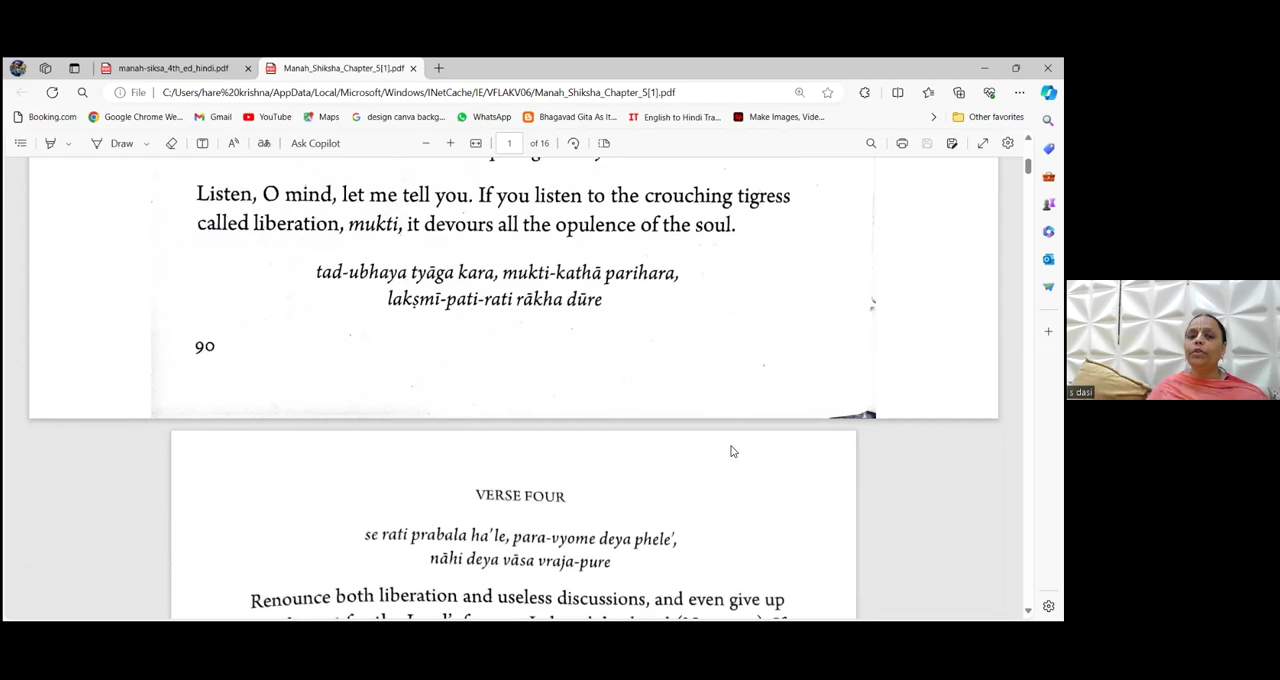 manah-siksa_4th_ed_hindi.pdf
Manah_Shiksha_Chapter_5[1].pdf
File
C:/Users/hare%20krishna/AppData/Local/Microsoft/Windows/INetCache/IE/VFLAKV06/Manah_Shiksha_Chapter_5[1].pdf
Booking.com
Google Chrome We...
Gmail
YouTube
Maps
design canva backg...
WhatsApp
Bhagavad Gita As It...
English to Hindi Tra...
Make Images, Vide...
Other favorites
Draw
Ask Copilot
1 of 16
Listen, O mind, let me tell you. If you listen to the crouching tigress
called liberation, mukti, it devours all the opulence of the soul.
tad-ubhaya tyāga kara, mukti-kathā parihara,
lakṣmī-pati-rati rākha dūre
90
VERSE FOUR
se rati prabala ha'le, para-vyome deya phele',
nāhi deya vāsa vraja-pure
Renounce both liberation and useless discussions, and even give up
s dasi